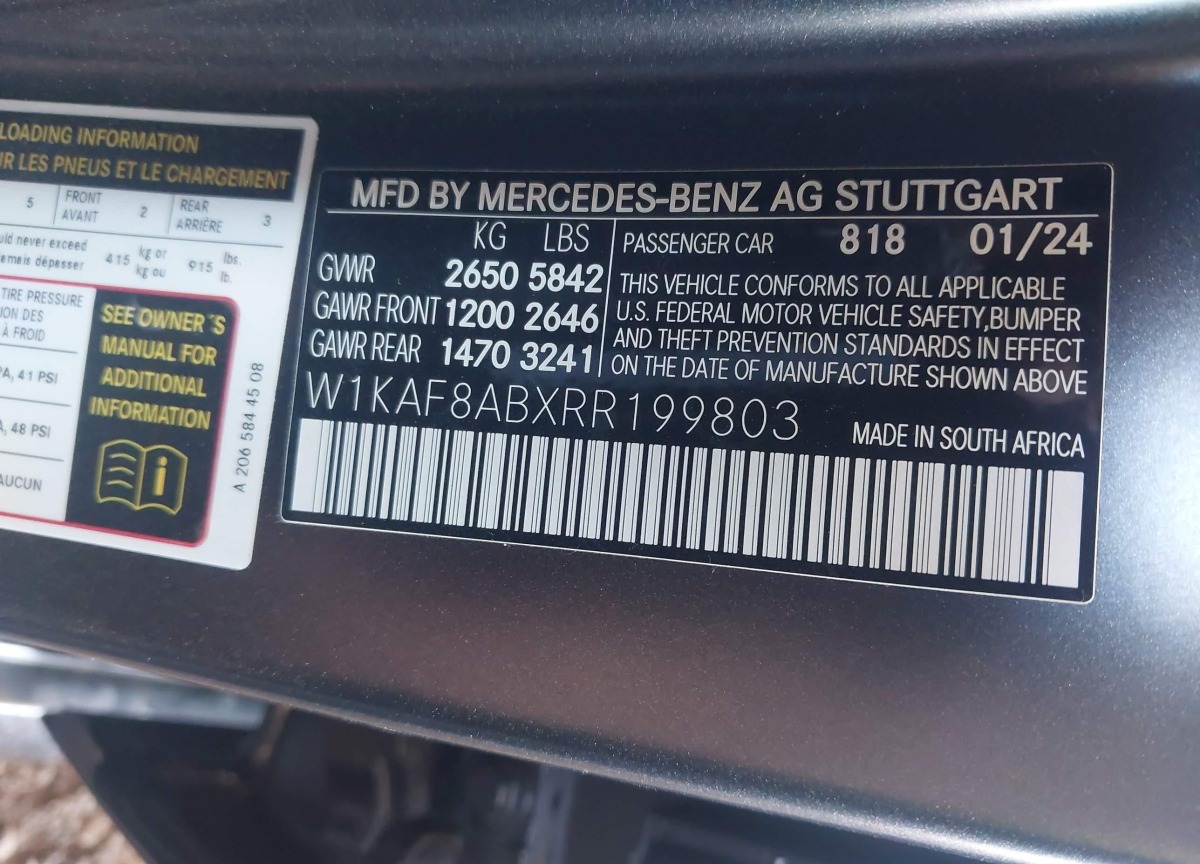 LOADING INFORMATION
R LES PNEUS ET LE CHARGEMENT
5 FRONT AVANT 2 REAR ARRIÈRE 3
uld never exceed
jamais dépasser 415 kg or kg ou 915 lbs. lb.
TIRE PRESSURE
ION DES
À FROID
A, 41 PSI
, 48 PSI
AUCUN
SEE OWNER´S
MANUAL FOR
ADDITIONAL
INFORMATION
A 206 584 45 08
MFD BY MERCEDES-BENZ AG STUTTGART
KG LBS
GVWR 2650 5842
GAWR FRONT 1200 2646
GAWR REAR 1470 3241
PASSENGER CAR 818 01/24
THIS VEHICLE CONFORMS TO ALL APPLICABLE
U.S. FEDERAL MOTOR VEHICLE SAFETY,BUMPER
AND THEFT PREVENTION STANDARDS IN EFFECT
ON THE DATE OF MANUFACTURE SHOWN ABOVE
W1KAF8ABXRR199803
MADE IN SOUTH AFRICA